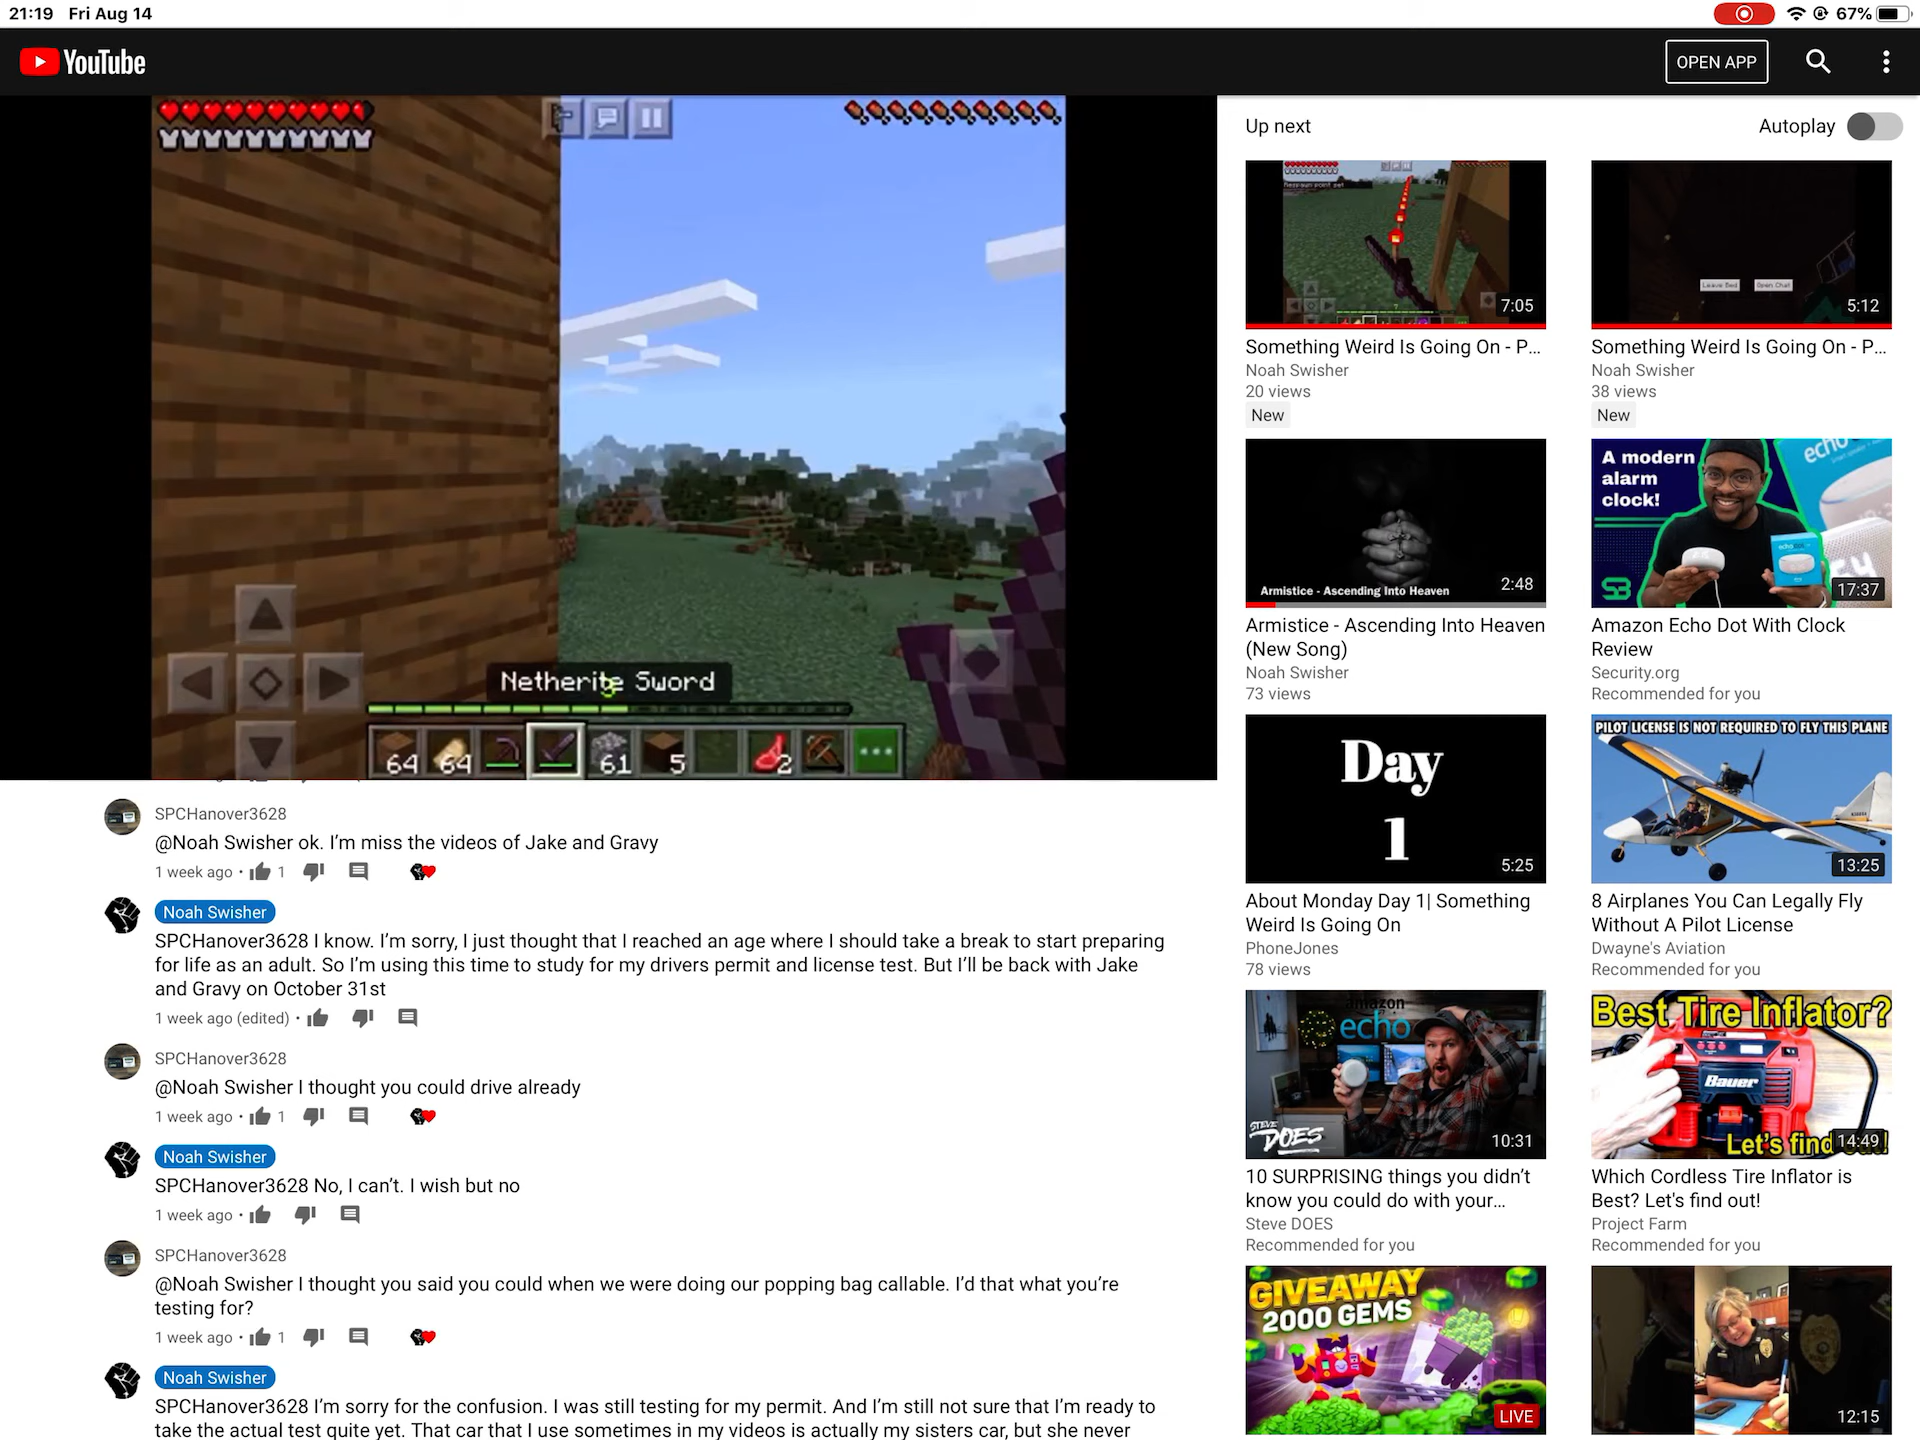 21:19 Fri Aug 14
67%
YouTube
OPEN APP
Netherite Sword
64
64
61
5
2
SPCHanover3628
@Noah Swisher ok. I'm miss the videos of Jake and Gravy
1 week ago • 1
Noah Swisher
SPCHanover3628 I know. I'm sorry, I just thought that I reached an age where I should take a break to start preparing
for life as an adult. So I'm using this time to study for my drivers permit and license test. But I'll be back with Jake
and Gravy on October 31st
1 week ago (edited) •
SPCHanover3628
@Noah Swisher I thought you could drive already
1 week ago • 1
Noah Swisher
SPCHanover3628 No, I can't. I wish but no
1 week ago •
SPCHanover3628
@Noah Swisher I thought you said you could when we were doing our popping bag callable. I'd that what you're
testing for?
1 week ago • 1
Noah Swisher
SPCHanover3628 I'm sorry for the confusion. I was still testing for my permit. And I'm still not sure that I'm ready to
take the actual test quite yet. That car that I use sometimes in my videos is actually my sisters car, but she never
Up next
Autoplay
Respawn point set
7:05
Something Weird Is Going On - P...
Noah Swisher
20 views
New
Leave Bed
Open Chat
5:12
Something Weird Is Going On - P...
Noah Swisher
38 views
New
Armistice - Ascending Into Heaven
2:48
Armistice - Ascending Into Heaven
(New Song)
Noah Swisher
73 views
A modern
alarm
clock!
echo
17:37
Amazon Echo Dot With Clock
Review
Security.org
Recommended for you
Day
1
5:25
About Monday Day 1| Something
Weird Is Going On
PhoneJones
78 views
PILOT LICENSE IS NOT REQUIRED TO FLY THIS PLANE
13:25
8 Airplanes You Can Legally Fly
Without A Pilot License
Dwayne's Aviation
Recommended for you
amazon
echo
STEVE
DOES
10:31
10 SURPRISING things you didn't
know you could do with your...
Steve DOES
Recommended for you
Best Tire Inflator?
Bauer
Let's find
14:49
Which Cordless Tire Inflator is
Best? Let's find out!
Project Farm
Recommended for you
GIVEAWAY
2000 GEMS
LIVE
12:15